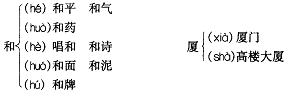 (hé) 和平 和气
(huò) 和药
和 (hè) 唱和 和诗
(huó) 和面 和泥
(hú) 和牌
厦 (xià) 厦门
(shà) 高楼大厦